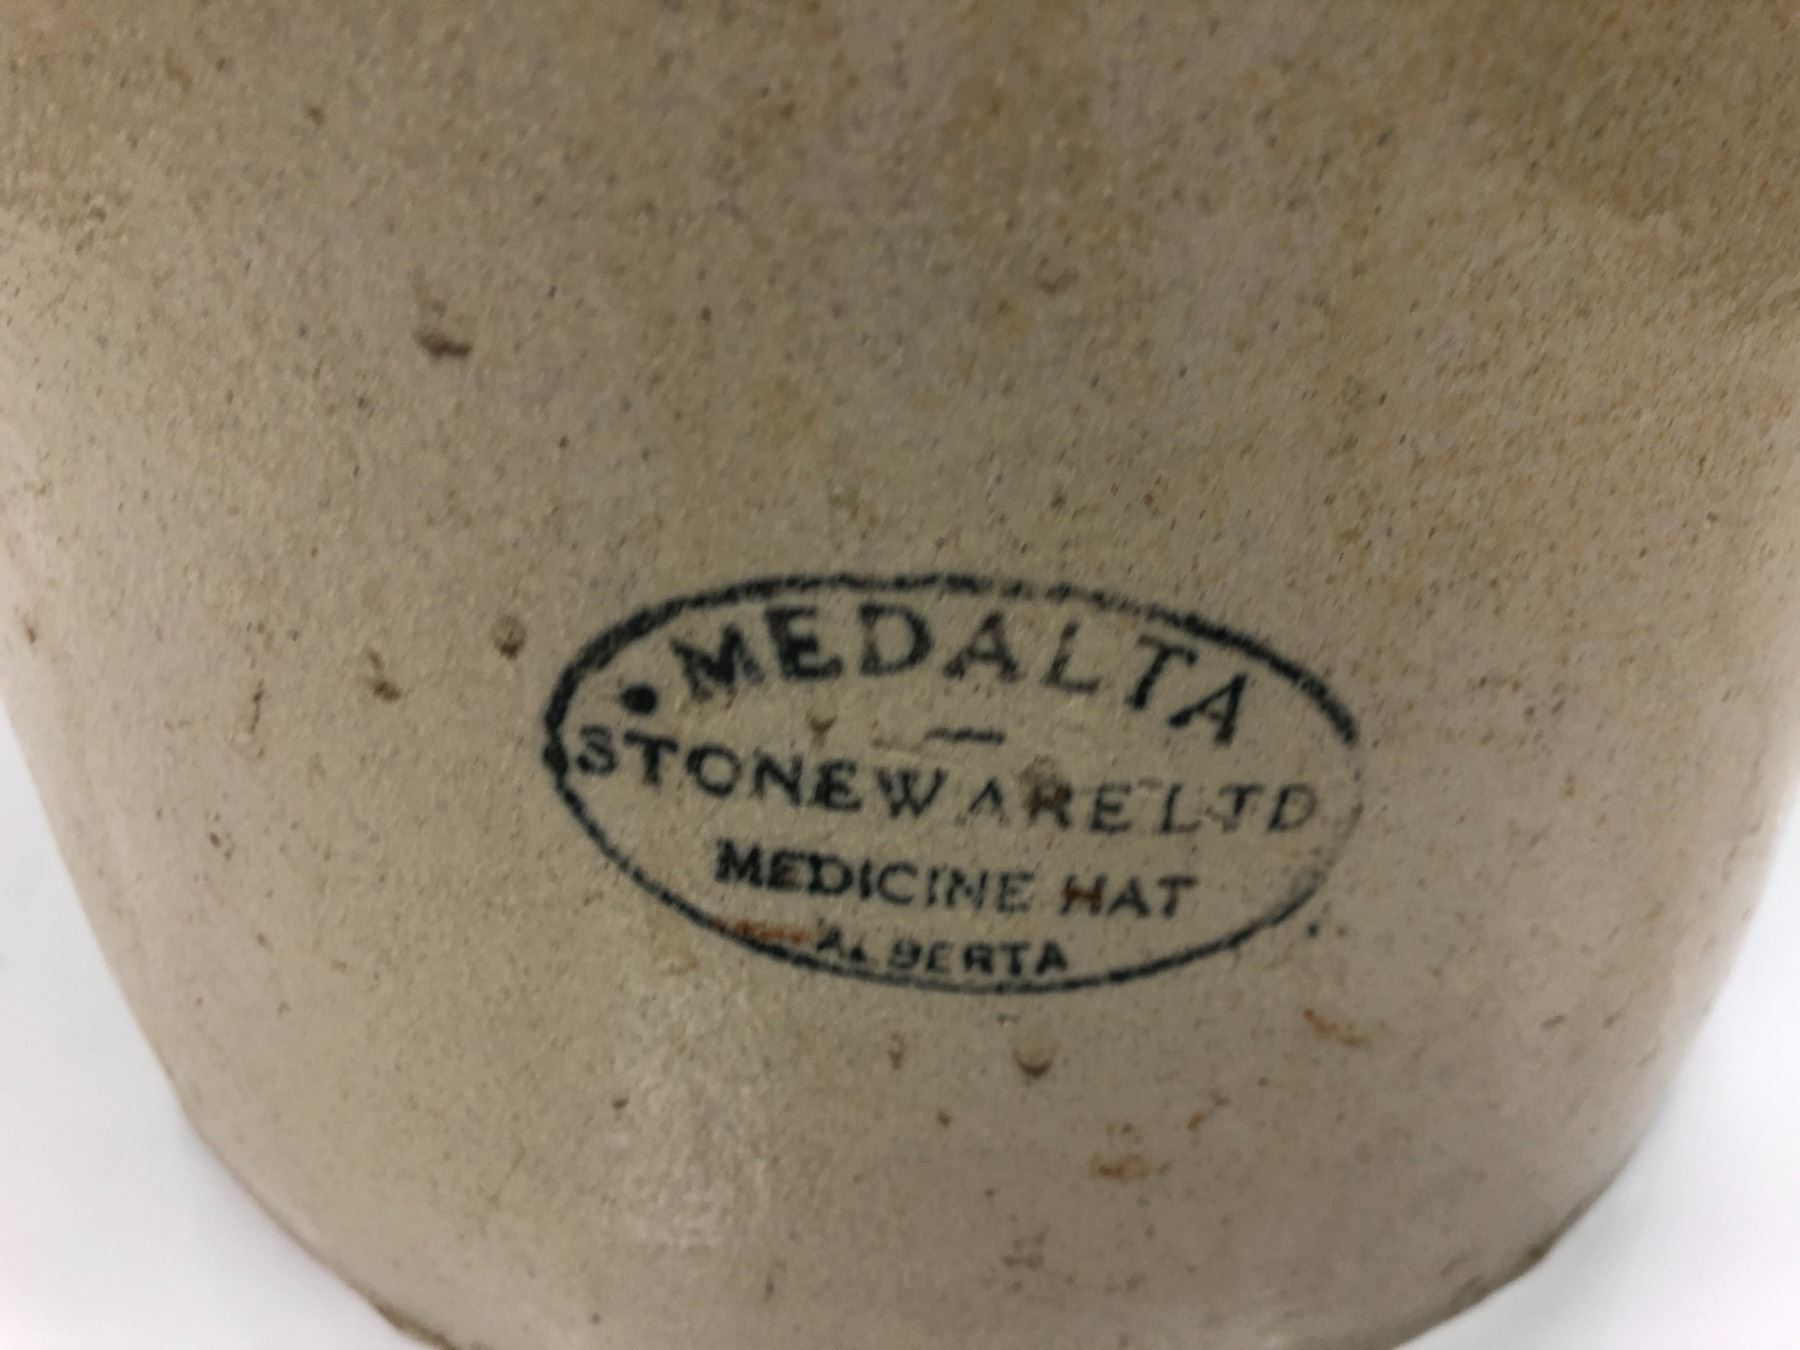 MEDALTA
STONEWARE LTD
MEDICINE HAT
ALBERTA